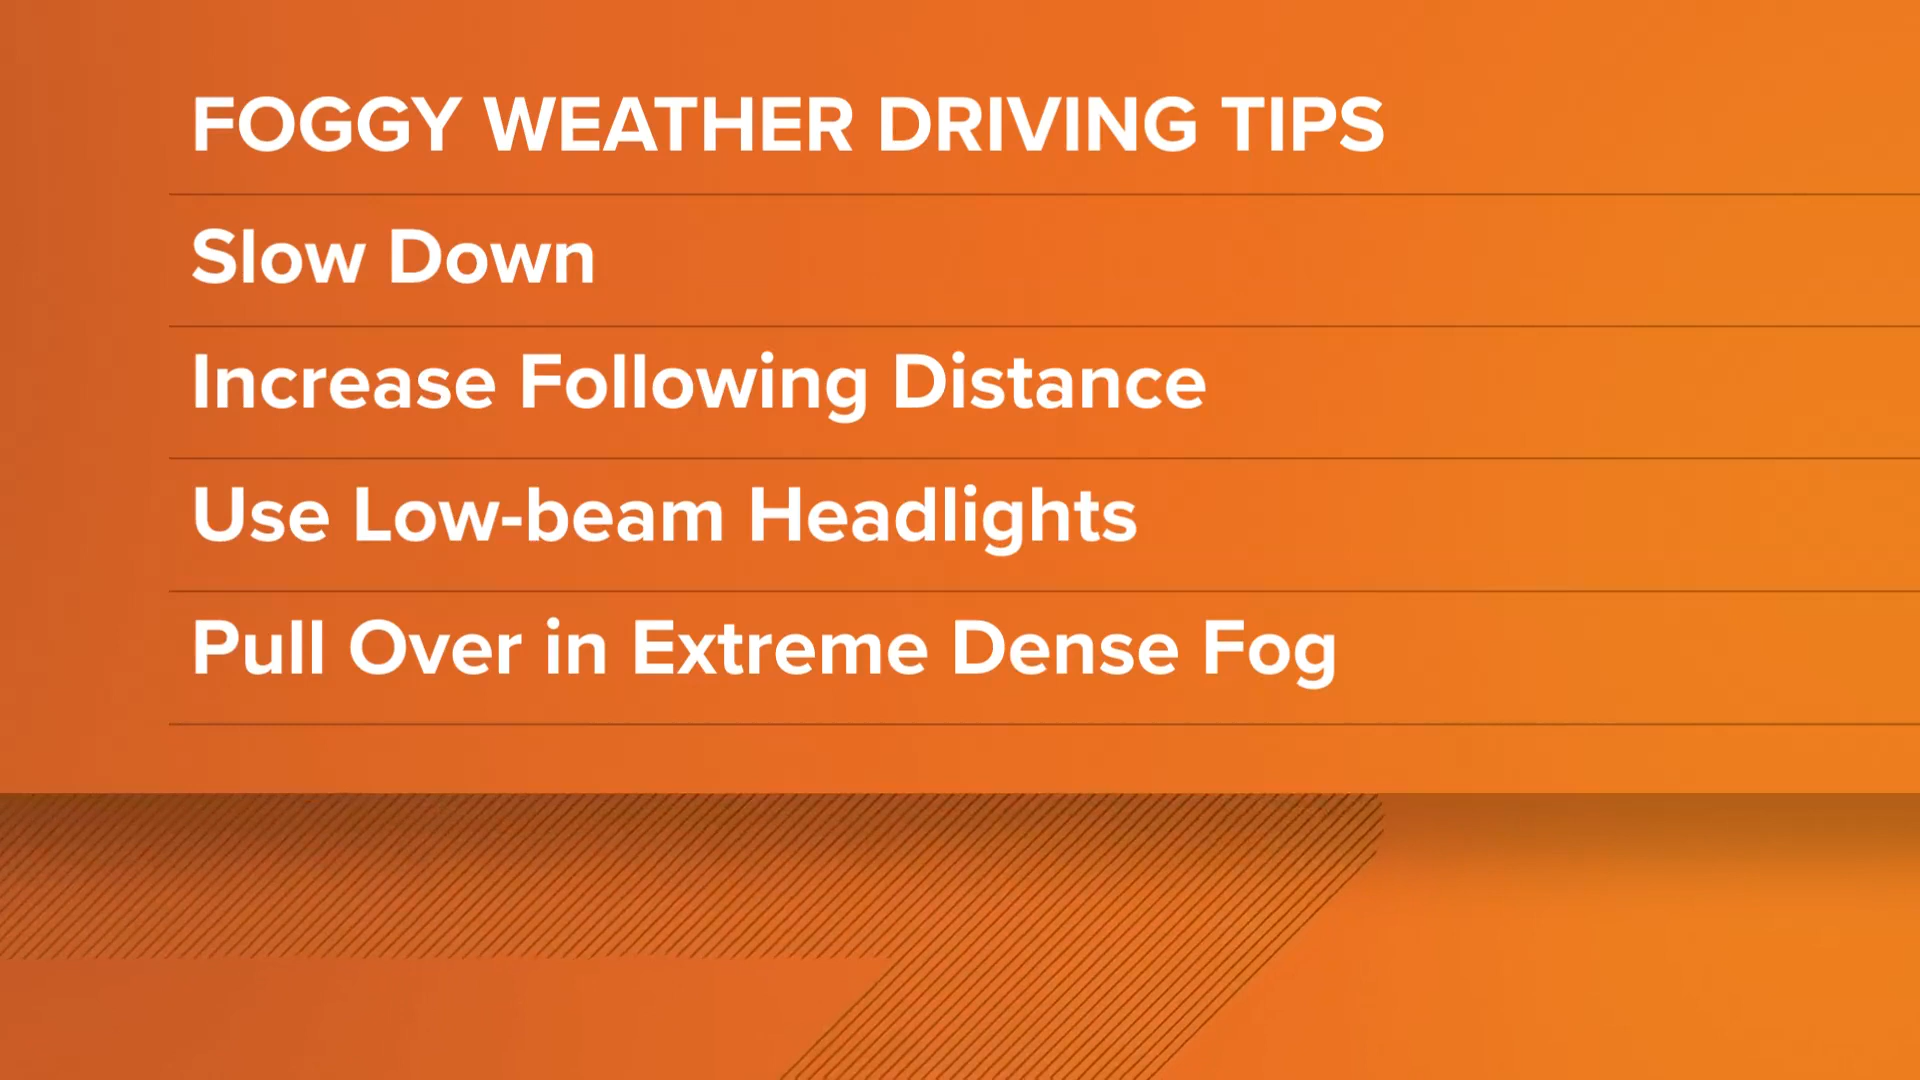 FOGGY WEATHER DRIVING TIPS
Slow Down
Increase Following Distance
Use Low-beam Headlights
Pull Over in Extreme Dense Fog